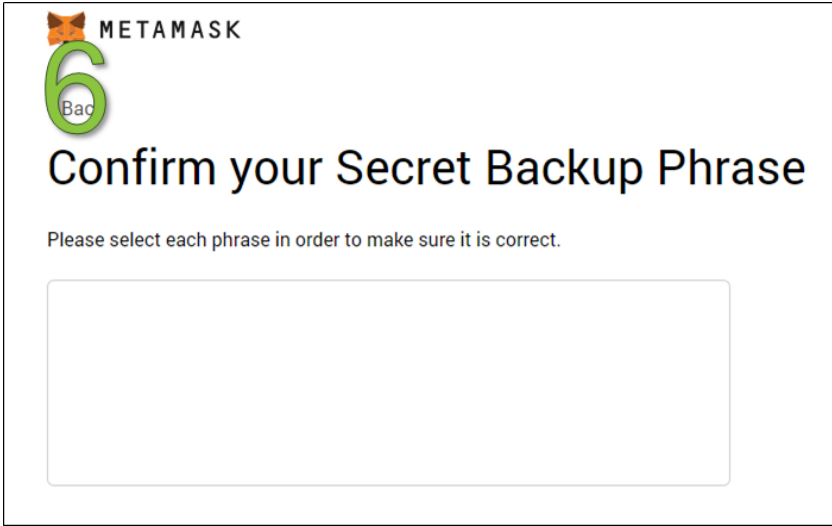 METAMASK
6
Bac
Confirm your Secret Backup Phrase
Please select each phrase in order to make sure it is correct.